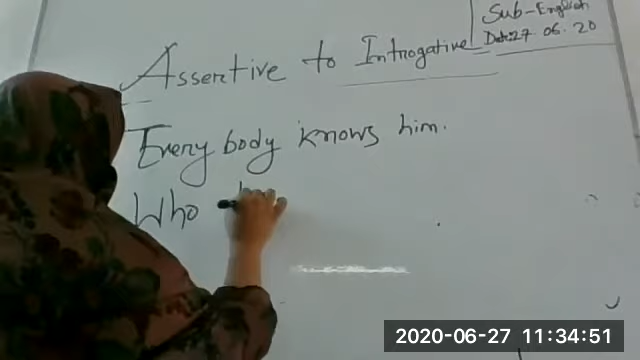 Sub-English
Date:27.06.20
Assertive to Introgative
Every body knows him.
Who
2020-06-27 11:34:51